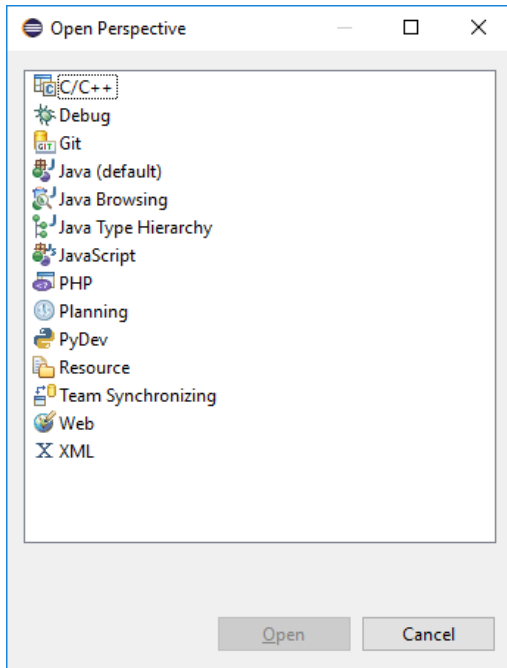 Open Perspective
C/C++
Debug
Git
Java (default)
Java Browsing
Java Type Hierarchy
JavaScript
PHP
Planning
PyDev
Resource
Team Synchronizing
Web
XML
Open
Cancel